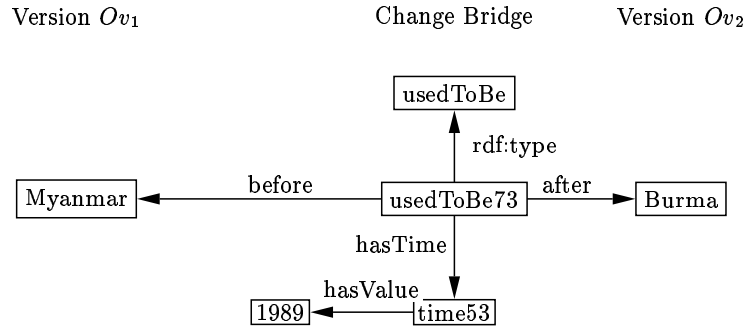 Version Ov1 Change Bridge Version Ov2
usedToBe
rdf:type
before after
Myanmar usedToBe73 Burma
hasTime
hasValue
1989 time53